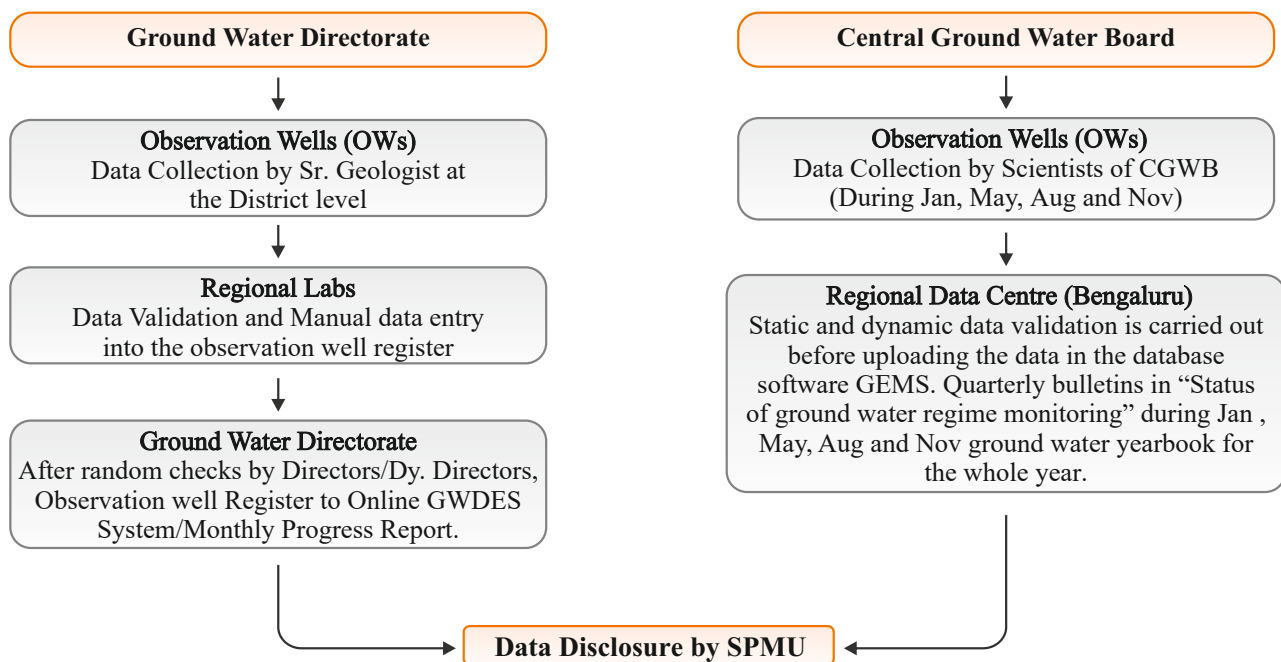 Ground Water Directorate
Observation Wells (OWs)
Data Collection by Sr. Geologist at
the District level
Regional Labs
Data Validation and Manual data entry
into the observation well register
Ground Water Directorate
After random checks by Directors/Dy. Directors,
Observation well Register to Online GWDES
System/Monthly Progress Report.
Central Ground Water Board
Observation Wells (OWs)
Data Collection by Scientists of CGWB
(During Jan, May, Aug and Nov)
Regional Data Centre (Bengaluru)
Static and dynamic data validation is carried out
before uploading the data in the database
software GEMS. Quarterly bulletins in “Status
of ground water regime monitoring” during Jan ,
May, Aug and Nov ground water yearbook for
the whole year.
Data Disclosure by SPMU